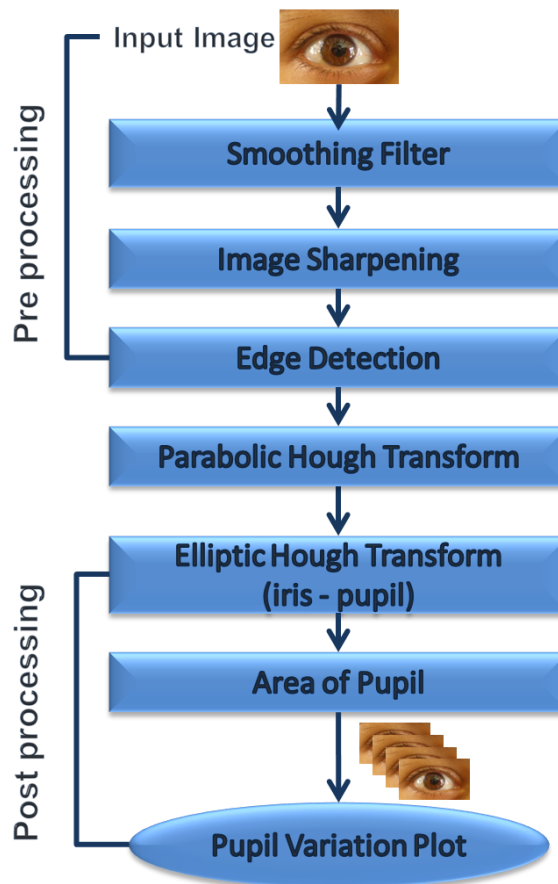 Input Image
Pre processing
Smoothing Filter
Image Sharpening
Edge Detection
Parabolic Hough Transform
Elliptic Hough Transform
(iris - pupil)
Post processing
Area of Pupil
Pupil Variation Plot